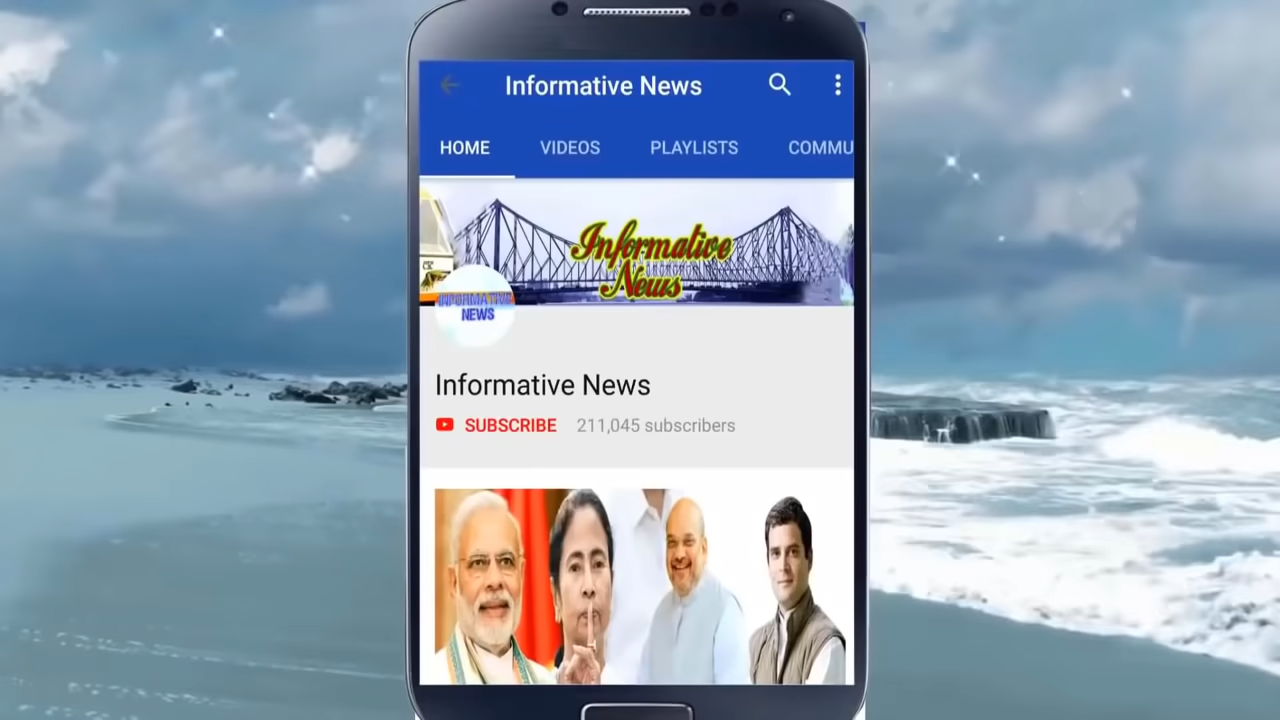 Informative News
HOME VIDEOS PLAYLISTS COMMU
Informative
News
INFORMATIVE
NEWS
Informative News
SUBSCRIBE 211,045 subscribers